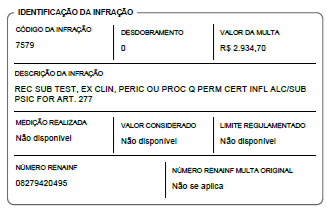 IDENTIFICAÇÃO DA INFRAÇÃO
CÓDIGO DA INFRAÇÃO
7579
DESDOBRAMENTO
0
VALOR DA MULTA
R$ 2.934,70
DESCRIÇÃO DA INFRAÇÃO
REC SUB TEST, EX CLIN, PERIC OU PROC Q PERM CERT INFL ALC/SUB
PSIC FOR ART. 277
MEDIÇÃO REALIZADA
Não disponível
VALOR CONSIDERADO
Não disponível
LIMITE REGULAMENTADO
Não disponível
NÚMERO RENAINF
08279420495
NÚMERO RENAINF MULTA ORIGINAL
Não se aplica